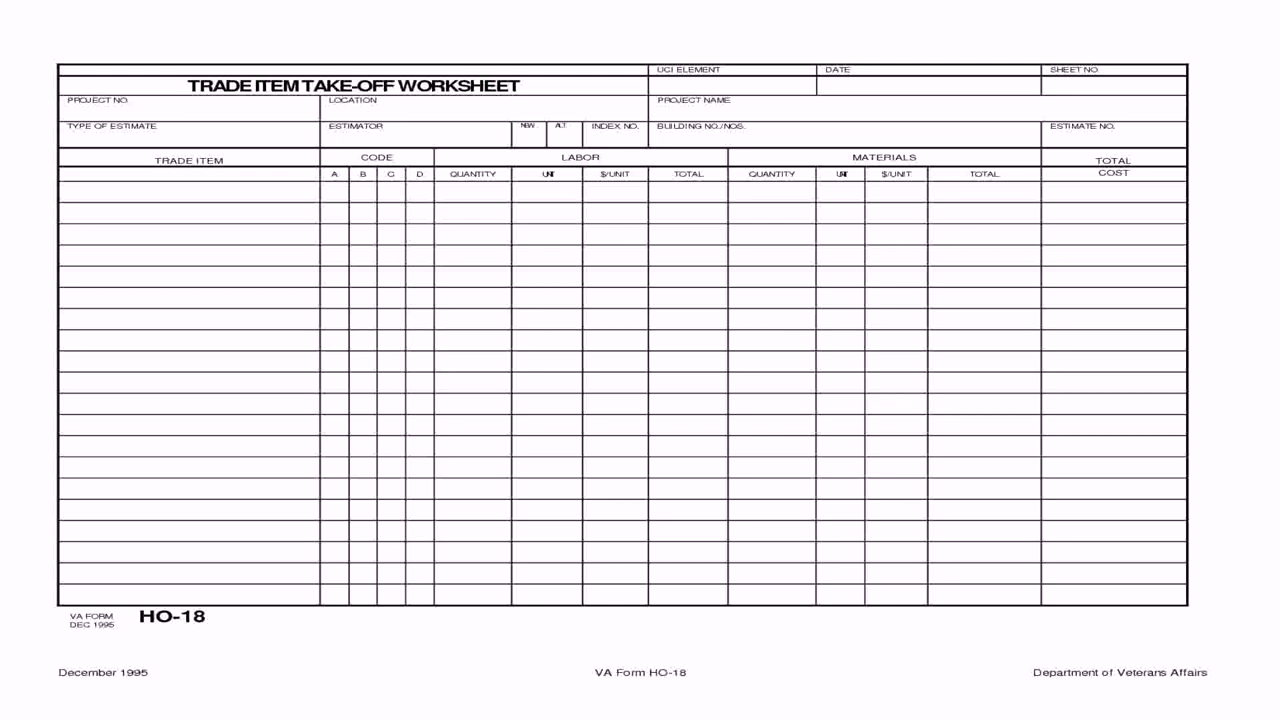 UCI ELEMENT DATE SHEET NO
TRADE ITEM TAKE-OFF WORKSHEET
PROJECT NO. LOCATION PROJECT NAME
TYPE OF ESTIMATE ESTIMATOR NEW ALT. INDEX NO. BUILDING NO./NOS. ESTIMATE NO.
TRADE ITEM CODE LABOR MATERIALS TOTAL
A B C D QUANTITY UNIT $/UNIT TOTAL QUANTITY UNIT $/UNIT TOTAL COST
VA FORM HO-18
DEC 1995
December 1995 VA Form HO-18 Department of Veterans Affairs